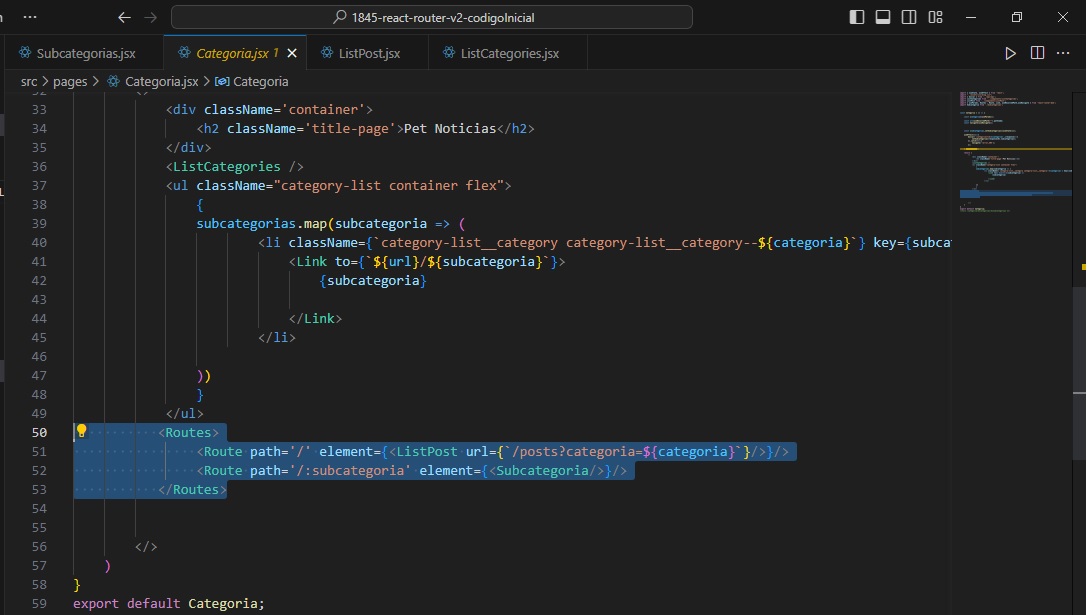 1845-react-router-v2-codigoInicial
Subcategorias.jsx
Categoria.jsx 1
ListPost.jsx
ListCategories.jsx
src > pages > Categoria.jsx > Categoria
33 <div className='container'>
34 <h2 className='title-page'>Pet Noticias</h2>
35 </div>
36 <ListCategories />
37 <ul className="category-list container flex">
38 {
39 subcategorias.map(subcategoria => (
40 <li className={`category-list__category category-list__category--${categoria}`} key={subca
41 <Link to={`${url}/${subcategoria}`}>
42 {subcategoria}
43
44 </Link>
45 </li>
46
47 ))
48 }
49 </ul>
50 <Routes>
51 <Route path='/' element={<ListPost url={`/posts?categoria=${categoria}`}/>}/>
52 <Route path='/:subcategoria' element={<Subcategoria/>}/>
53 </Routes>
54
55
56 </>
57 )
58 }
59 export default Categoria;